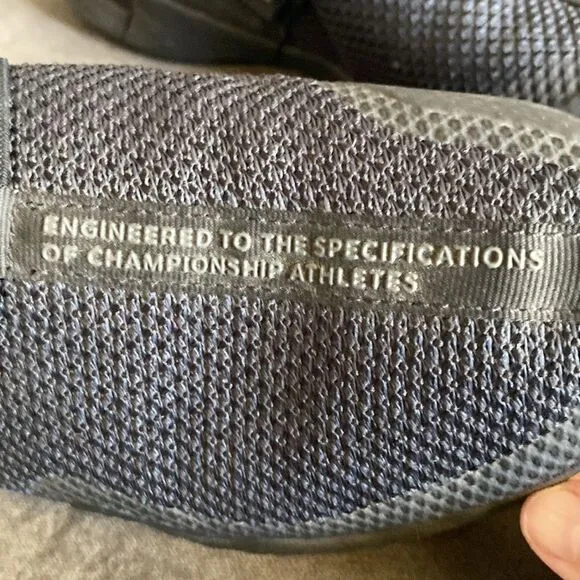 ENGINEERED TO THE SPECIFICATIONS
OF CHAMPIONSHIP ATHLETES